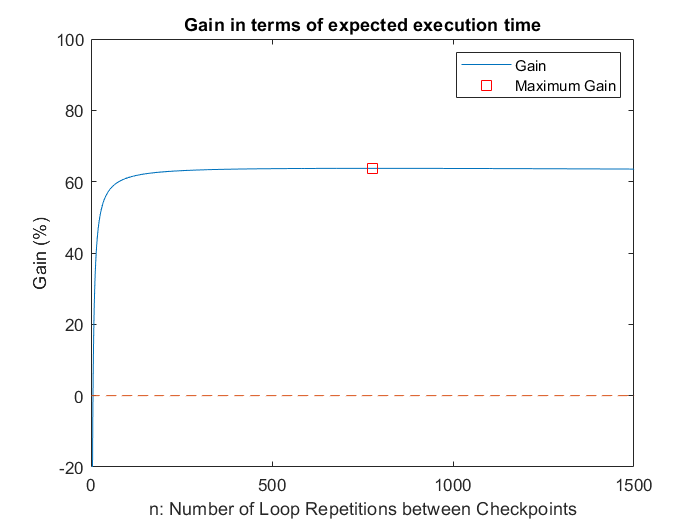 Gain in terms of expected execution time
100
80
60
40
20
0
-20
Gain (%)
Gain
Maximum Gain
0
500
1000
1500
n: Number of Loop Repetitions between Checkpoints